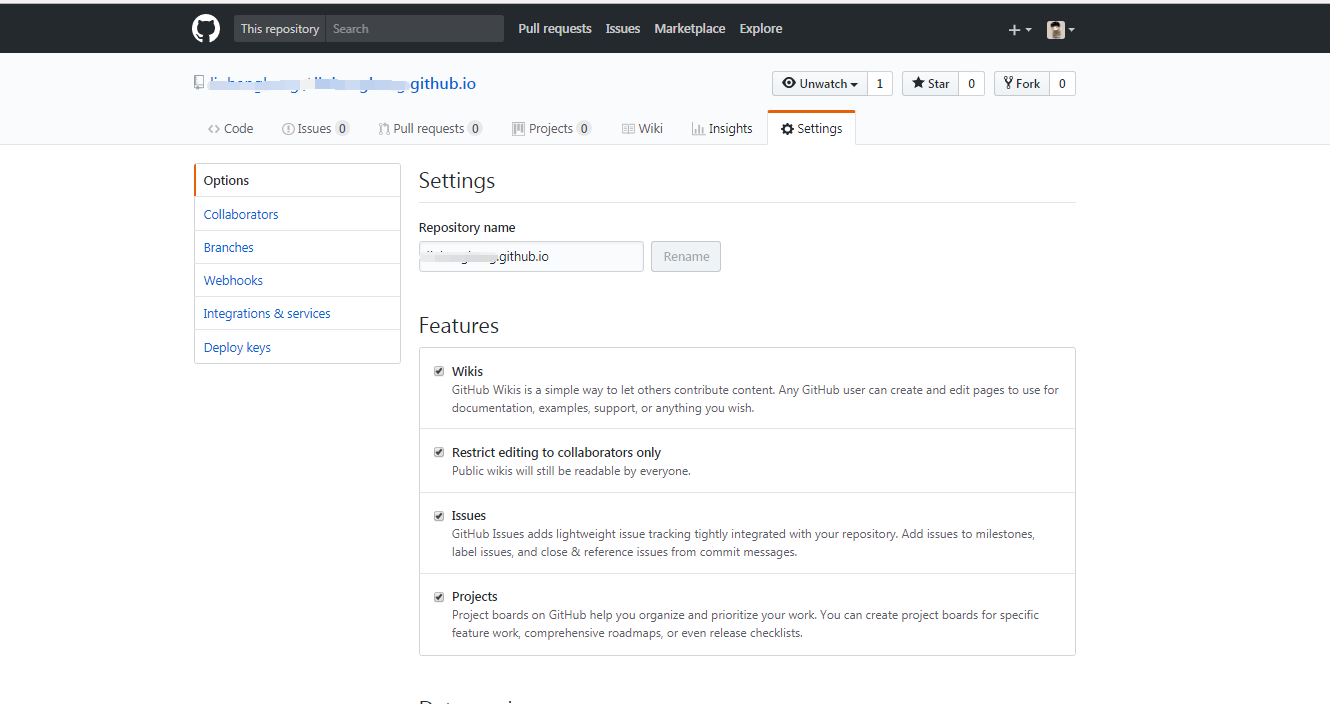 This repository Search Pull requests Issues Marketplace Explore
github.io
Unwatch 1 Star 0 Fork 0
Code Issues 0 Pull requests 0 Projects 0 Wiki Insights Settings
Options
Collaborators
Branches
Webhooks
Integrations & services
Deploy keys
Settings
Repository name
.github.io Rename
Features
Wikis
GitHub Wikis is a simple way to let others contribute content. Any GitHub user can create and edit pages to use for
documentation, examples, support, or anything you wish.
Restrict editing to collaborators only
Public wikis will still be readable by everyone.
Issues
GitHub Issues adds lightweight issue tracking tightly integrated with your repository. Add issues to milestones,
label issues, and close & reference issues from commit messages.
Projects
Project boards on GitHub help you organize and prioritize your work. You can create project boards for specific
feature work, comprehensive roadmaps, or even release checklists.